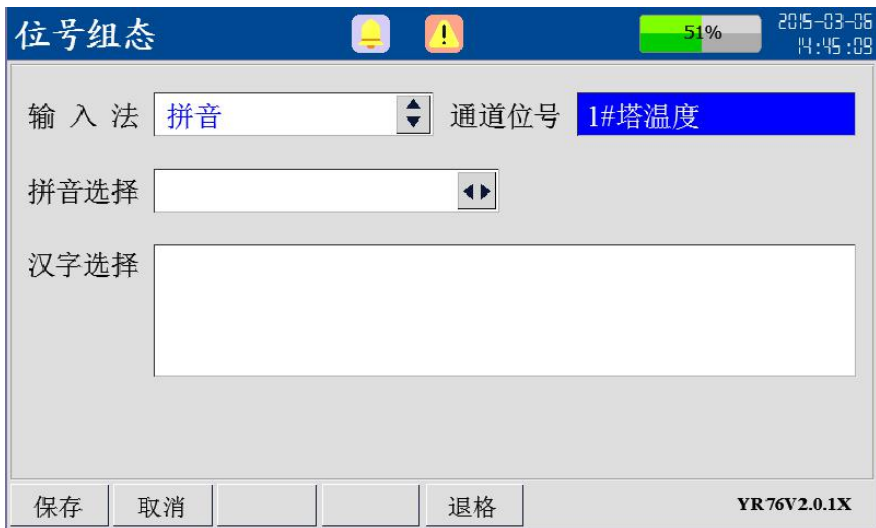 位号组态 51% 2015-03-06
14:45:09
输入法 拼音 通道位号 1#塔温度
拼音选择
汉字选择
保存 取消 退格 YR76V2.0.1X